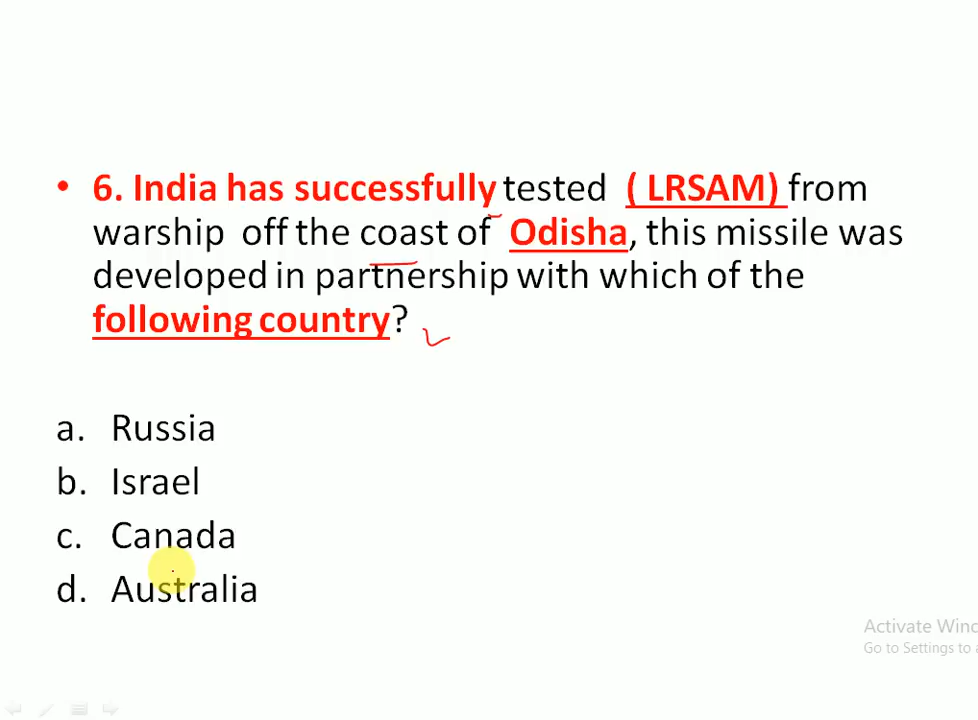 • 6. India has successfully tested ( LRSAM) from
warship off the coast of Odisha, this missile was
developed in partnership with which of the
following country?
a. Russia
b. Israel
c. Canada
d. Australia
Activate Winc
Go to Settings to a